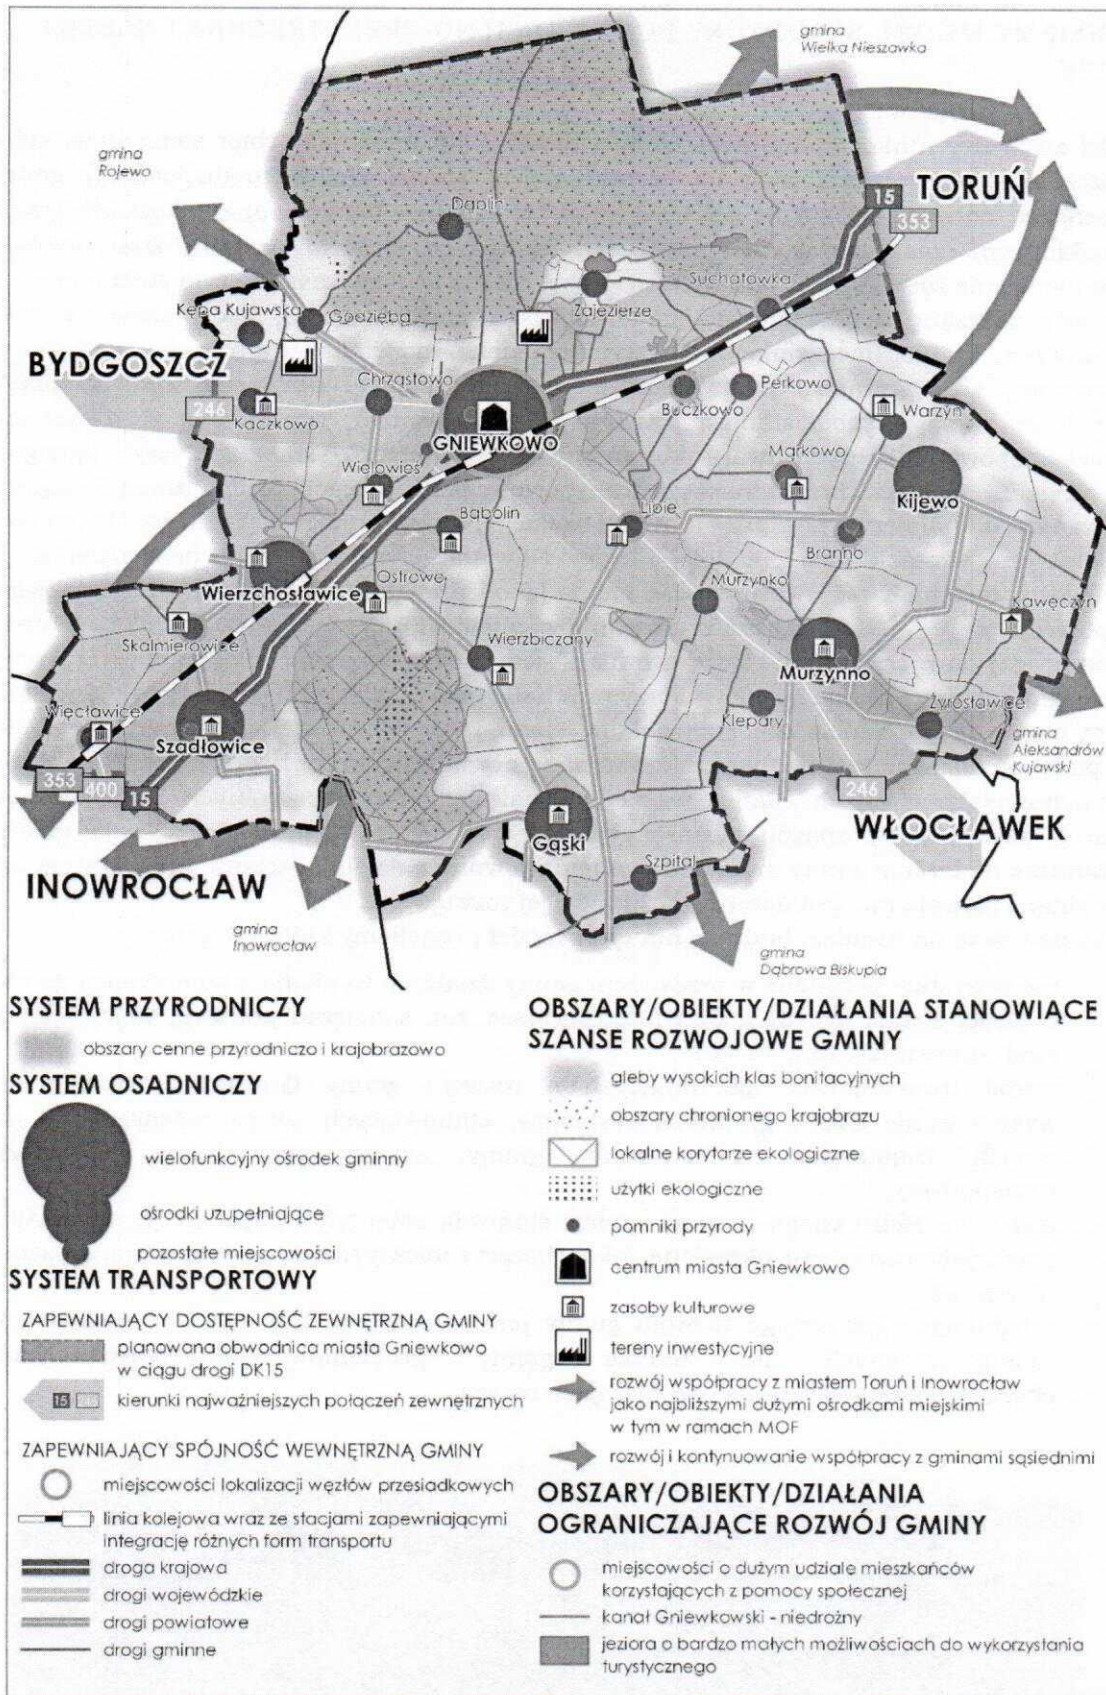 gmina
Wielka Nieszawka
gmina
Rojewo
TORUŃ
15
353
Dąblin
Suchatówka
Zajezierze
Kępa Kujawska
Godzięba
BYDGOSZCZ
246
Kaczkowo
Chrząstowo
GNIEWKOWO
Buczkowo
Perkowo
Warzyn
Wielowieś
Markowo
Kijewo
Bąbolin
Lipie
Branno
Wierzchosławice
Ostrowo
Murzynko
Kawęczyn
Skalmierowice
Wierzbiczany
Murzynno
Więcławice
Szadłowice
Klepary
Żyrosławice
gmina
Aleksandrów
Kujawski
353
400
15
246
WŁOCŁAWEK
Gąski
Szpital
INOWROCŁAW
gmina
Inowrocław
gmina
Dąbrowa Biskupia
SYSTEM PRZYRODNICZY
obszary cenne przyrodniczo i krajobrazowo
SYSTEM OSADNICZY
wielofunkcyjny ośrodek gminny
ośrodki uzupełniające
pozostałe miejscowości
SYSTEM TRANSPORTOWY
ZAPEWNIAJĄCY DOSTĘPNOŚĆ ZEWNĘTRZNĄ GMINY
planowana obwodnica miasta Gniewkowo
w ciągu drogi DK15
15
kierunki najważniejszych połączeń zewnętrznych
ZAPEWNIAJĄCY SPÓJNOŚĆ WEWNĘTRZNĄ GMINY
miejscowości lokalizacji węzłów przesiadkowych
linia kolejowa wraz ze stacjami zapewniającymi
integrację różnych form transportu
droga krajowa
drogi wojewódzkie
drogi powiatowe
drogi gminne
OBSZARY/OBIEKTY/DZIAŁANIA STANOWIĄCE
SZANSE ROZWOJOWE GMINY
gleby wysokich klas bonitacyjnych
obszary chronionego krajobrazu
lokalne korytarze ekologiczne
użytki ekologiczne
pomniki przyrody
centrum miasta Gniewkowo
zasoby kulturowe
tereny inwestycyjne
rozwój współpracy z miastem Toruń i Inowrocław
jako najbliższymi dużymi ośrodkami miejskimi
w tym w ramach MOF
rozwój i kontynuowanie współpracy z gminami sąsiednimi
OBSZARY/OBIEKTY/DZIAŁANIA
OGRANICZAJĄCE ROZWÓJ GMINY
miejscowości o dużym udziale mieszkańców
korzystających z pomocy społecznej
kanał Gniewkowski - niedrożny
jeziora o bardzo małych możliwościach do wykorzystania
turystycznego